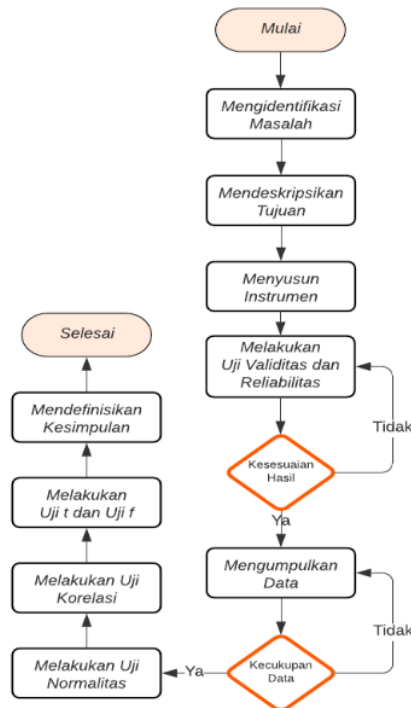 Mulai
Mengidentifikasi
Masalah
Mendeskripsikan
Tujuan
Menyusun
Instrumen
Melakukan
Uji Validitas dan
Reliabilitas
Tidak
Kesesuaian
Hasil
Ya
Mengumpulkan
Data
Tidak
Kecukupan
Data
Ya
Melakukan Uji
Normalitas
Melakukan Uji
Korelasi
Melakukan
Uji t dan Uji f
Mendefinisikan
Kesimpulan
Selesai